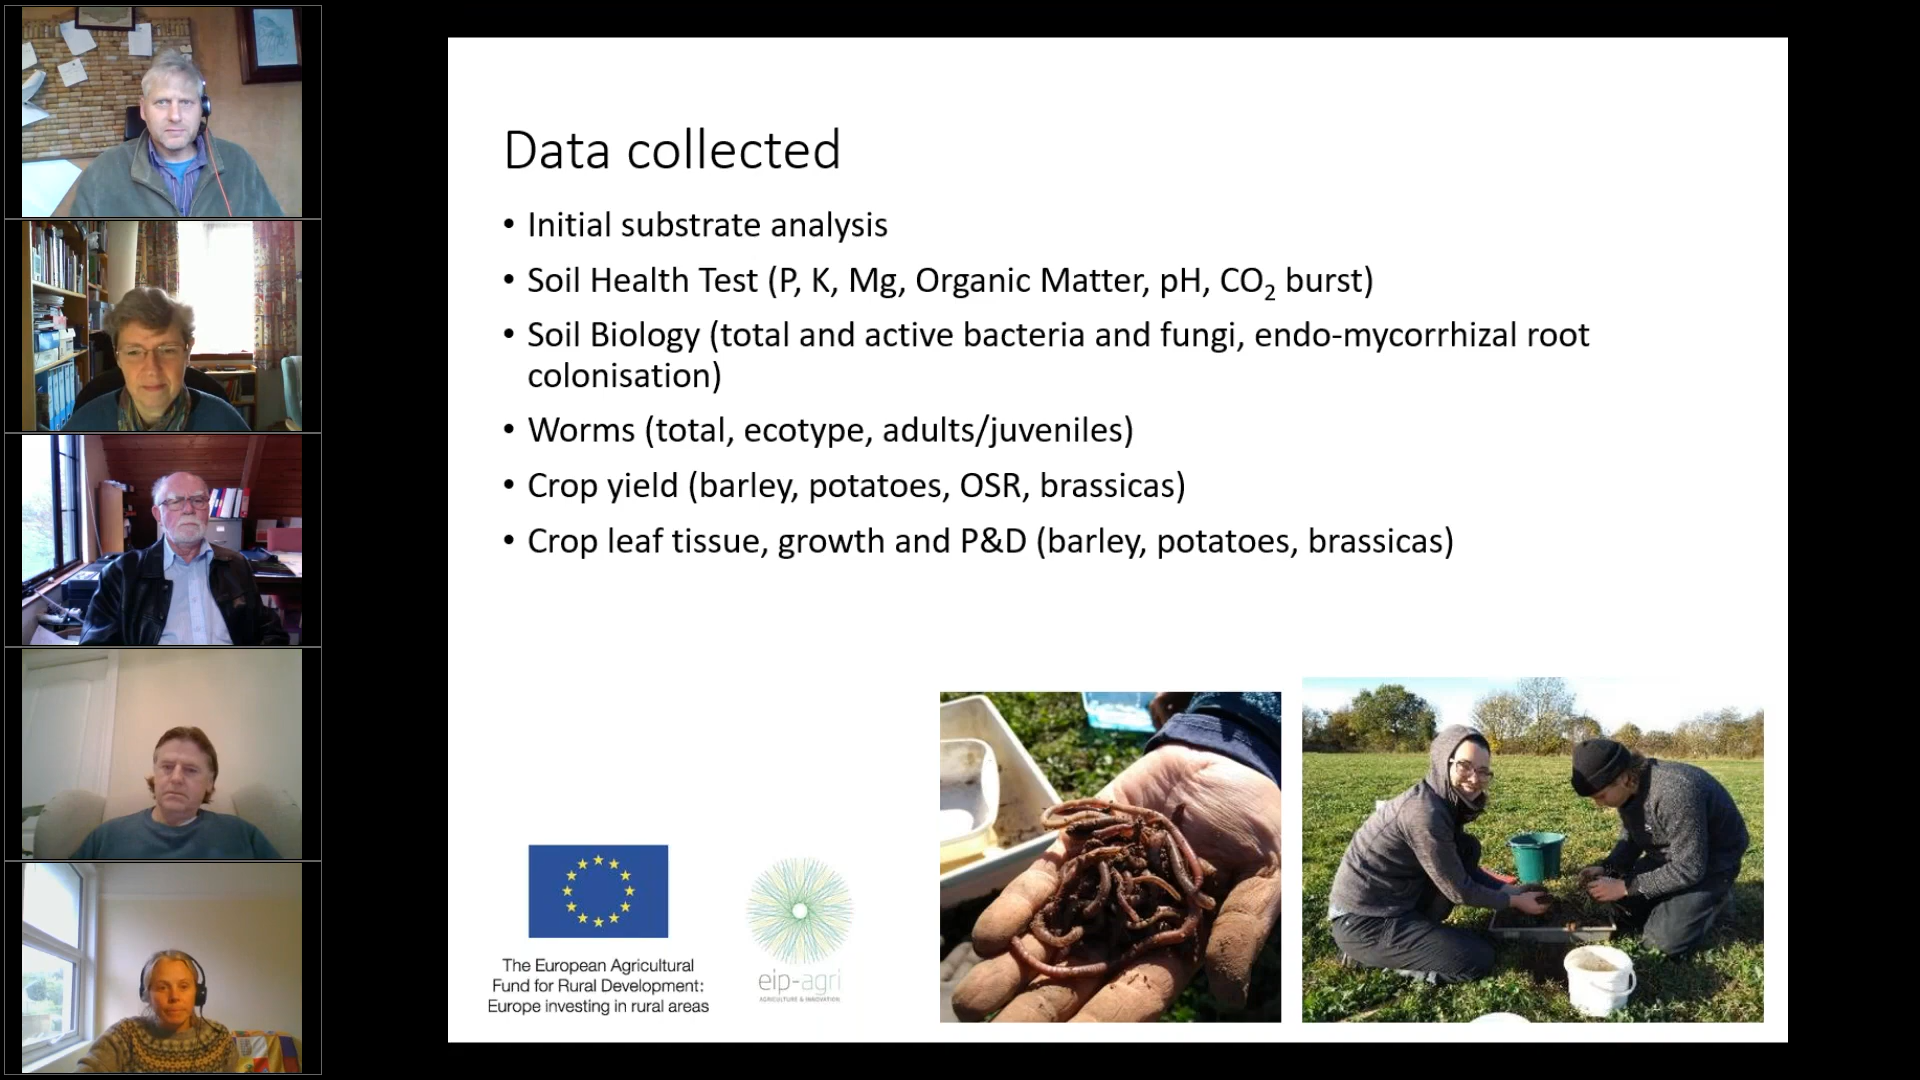 Data collected
• Initial substrate analysis
• Soil Health Test (P, K, Mg, Organic Matter, pH, CO₂ burst)
• Soil Biology (total and active bacteria and fungi, endo-mycorrhizal root
colonisation)
• Worms (total, ecotype, adults/juveniles)
• Crop yield (barley, potatoes, OSR, brassicas)
• Crop leaf tissue, growth and P&D (barley, potatoes, brassicas)
The European Agricultural
Fund for Rural Development:
Europe investing in rural areas
eip-agri
AGRICULTURE & INNOVATION